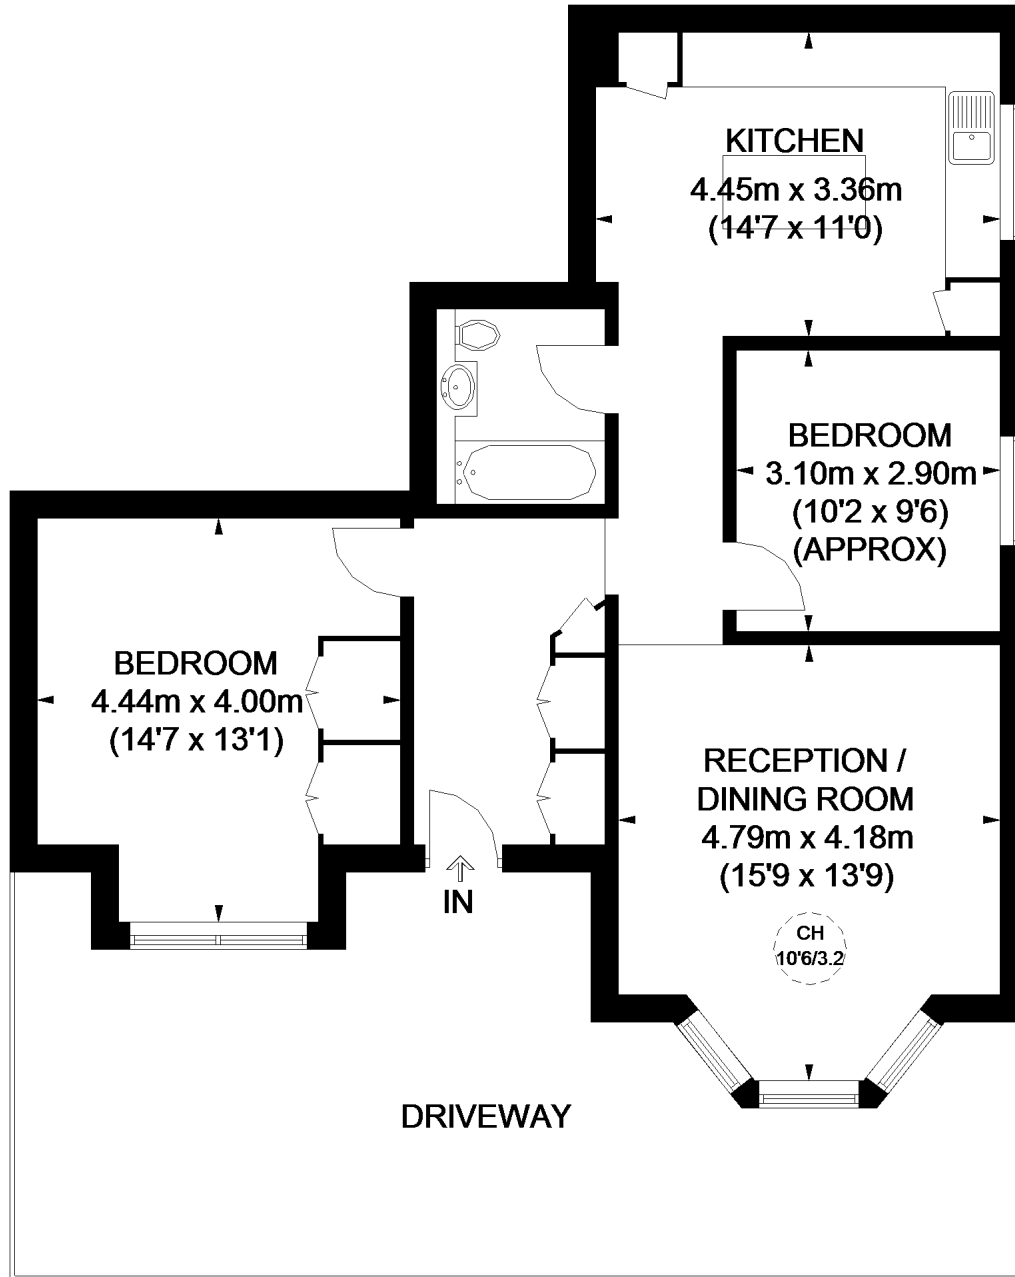 KITCHEN
4.45m x 3.36m
(14'7 x 11'0)
BEDROOM
3.10m x 2.90m
(10'2 x 9'6)
(APPROX)
BEDROOM
4.44m x 4.00m
(14'7 x 13'1)
RECEPTION /
DINING ROOM
4.79m x 4.18m
(15'9 x 13'9)
IN
CH
10'6/3.2
DRIVEWAY